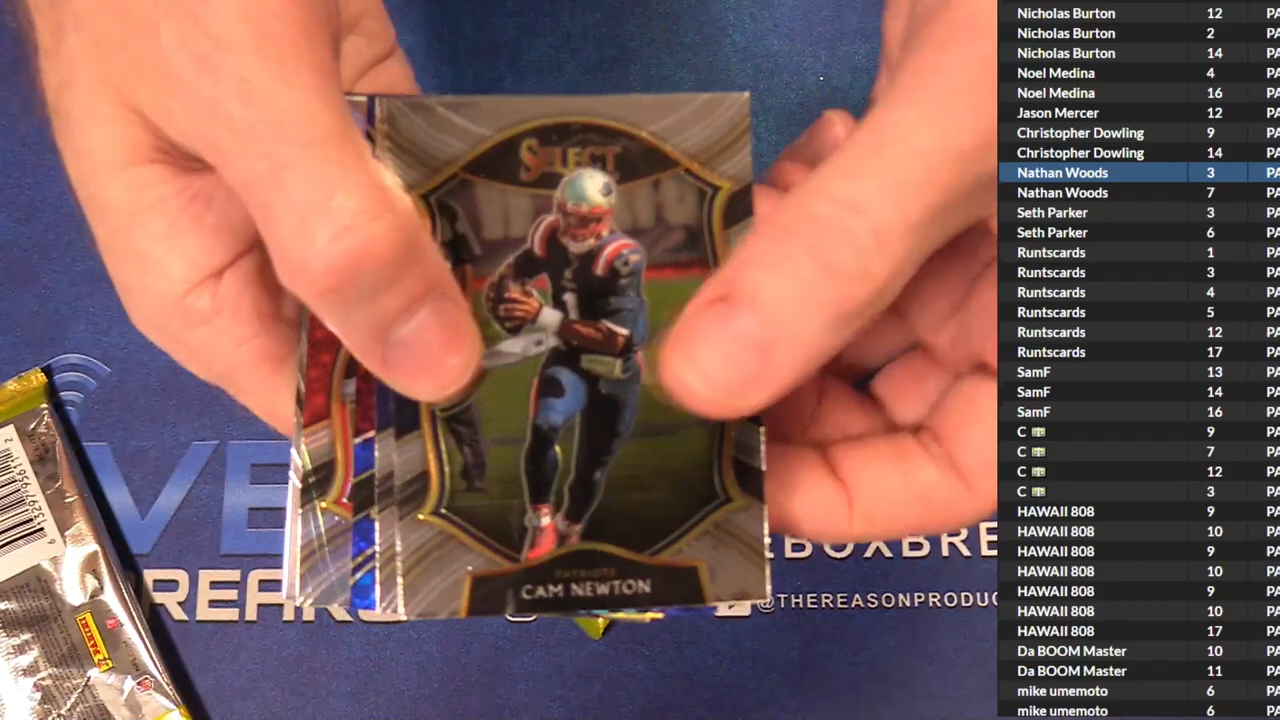 SELECT
PATRIOTS
CAM NEWTON
1
VE
BREAK
BOXBRE
@THEREASONPRODUC
PANINI
Nicholas Burton 12 PA
Nicholas Burton 2 PA
Nicholas Burton 14 PA
Noel Medina 4 PA
Noel Medina 16 PA
Jason Mercer 12 PA
Christopher Dowling 9 PA
Christopher Dowling 14 PA
Nathan Woods 3 PA
Nathan Woods 7 PA
Seth Parker 3 PA
Seth Parker 6 PA
Runtscards 1 PA
Runtscards 3 PA
Runtscards 4 PA
Runtscards 5 PA
Runtscards 12 PA
Runtscards 17 PA
SamF 13 PA
SamF 14 PA
SamF 16 PA
C 9 PA
C 7 PA
C 12 PA
C 3 PA
HAWAII 808 9 PA
HAWAII 808 10 PA
HAWAII 808 9 PA
HAWAII 808 10 PA
HAWAII 808 9 PA
HAWAII 808 10 PA
HAWAII 808 17 PA
Da BOOM Master 10 PA
Da BOOM Master 11 PA
mike umemoto 6 PA
mike umemoto 6 PA